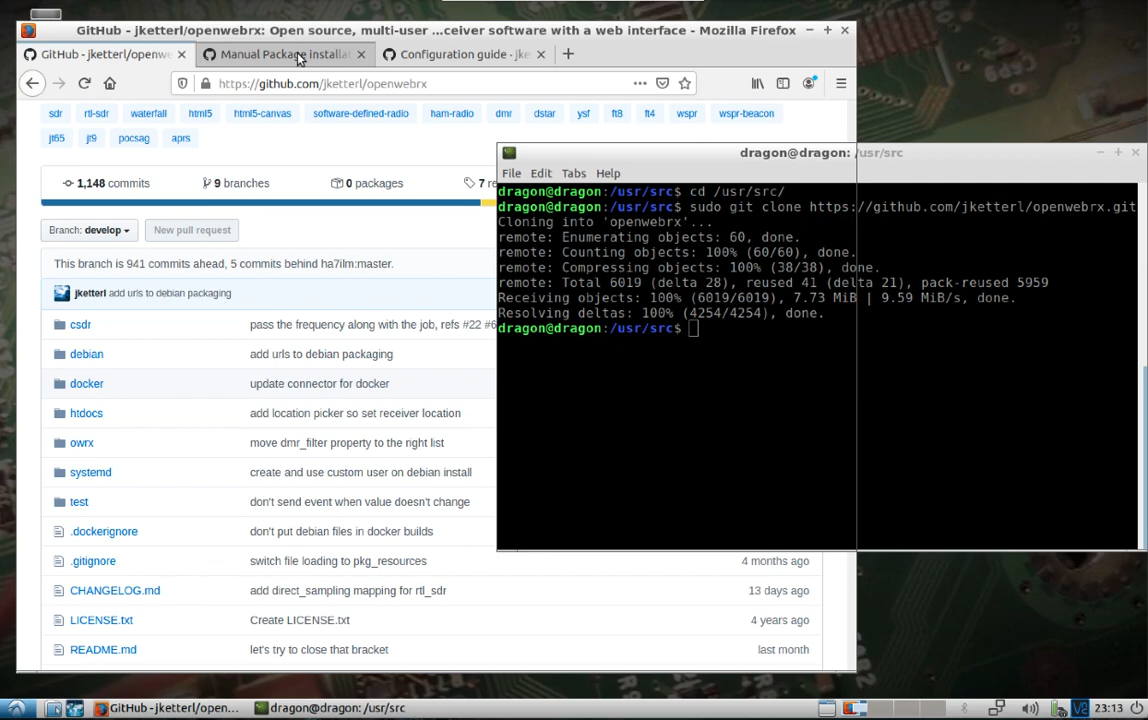 GitHub - jketterl/openwebrx: Open source, multi-user ...ceiver software with a web interface - Mozilla Firefox
GitHub - jketterl/openwe
Manual Package installat
Configuration guide - jke
https://github.com/jketterl/openwebrx
sdr rtl-sdr waterfall html5 html5-canvas software-defined-radio ham-radio dmr dstar ysf ft8 ft4 wspr wspr-beacon
jt65 jt9 pocsag aprs
1,148 commits 9 branches 0 packages 7 re
Branch: develop New pull request
This branch is 941 commits ahead, 5 commits behind ha7ilm:master.
jketterl add urls to debian packaging
csdr pass the frequency along with the job, refs #22 #6
debian add urls to debian packaging
docker update connector for docker
htdocs add location picker so set receiver location
owrx move dmr_filter property to the right list
systemd create and use custom user on debian install
test don't send event when value doesn't change
.dockerignore don't put debian files in docker builds
.gitignore switch file loading to pkg_resources 4 months ago
CHANGELOG.md add direct_sampling mapping for rtl_sdr 13 days ago
LICENSE.txt Create LICENSE.txt 4 years ago
README.md let's try to close that bracket last month
dragon@dragon: /usr/src
File Edit Tabs Help
dragon@dragon:/usr/src$ cd /usr/src/
dragon@dragon:/usr/src$ sudo git clone https://github.com/jketterl/openwebrx.git
Cloning into 'openwebrx'...
remote: Enumerating objects: 60, done.
remote: Counting objects: 100% (60/60), done.
remote: Compressing objects: 100% (38/38), done.
remote: Total 6019 (delta 28), reused 41 (delta 21), pack-reused 5959
Receiving objects: 100% (6019/6019), 7.73 MiB | 9.59 MiB/s, done.
Resolving deltas: 100% (4254/4254), done.
dragon@dragon:/usr/src$
GitHub - jketterl/open...
dragon@dragon: /usr/src
23:13